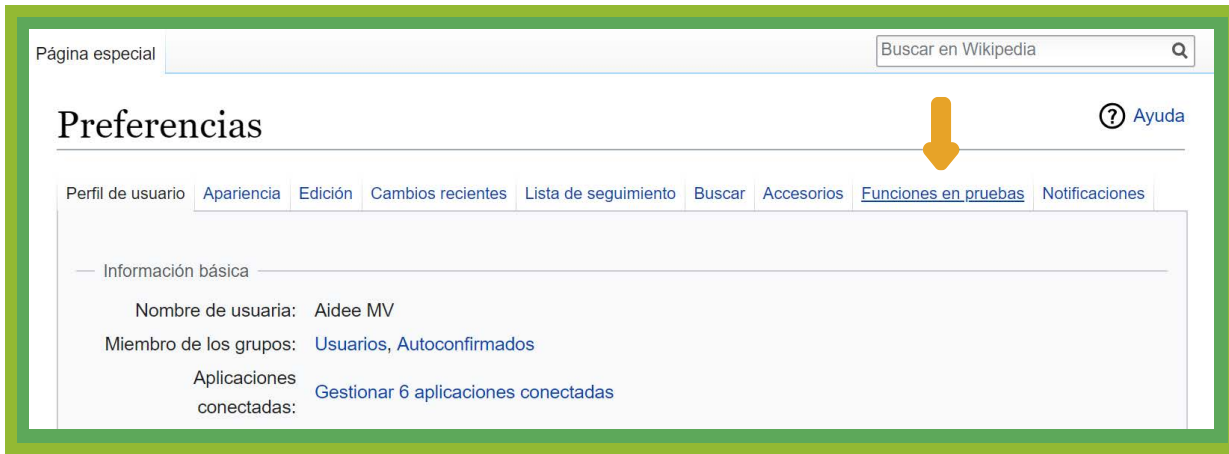 Página especial
Buscar en Wikipedia
Preferencias
? Ayuda
Perfil de usuario Apariencia Edición Cambios recientes Lista de seguimiento Buscar Accesorios Funciones en pruebas Notificaciones
Información básica
Nombre de usuaria: Aidee MV
Miembro de los grupos: Usuarios, Autoconfirmados
Aplicaciones
conectadas: Gestionar 6 aplicaciones conectadas